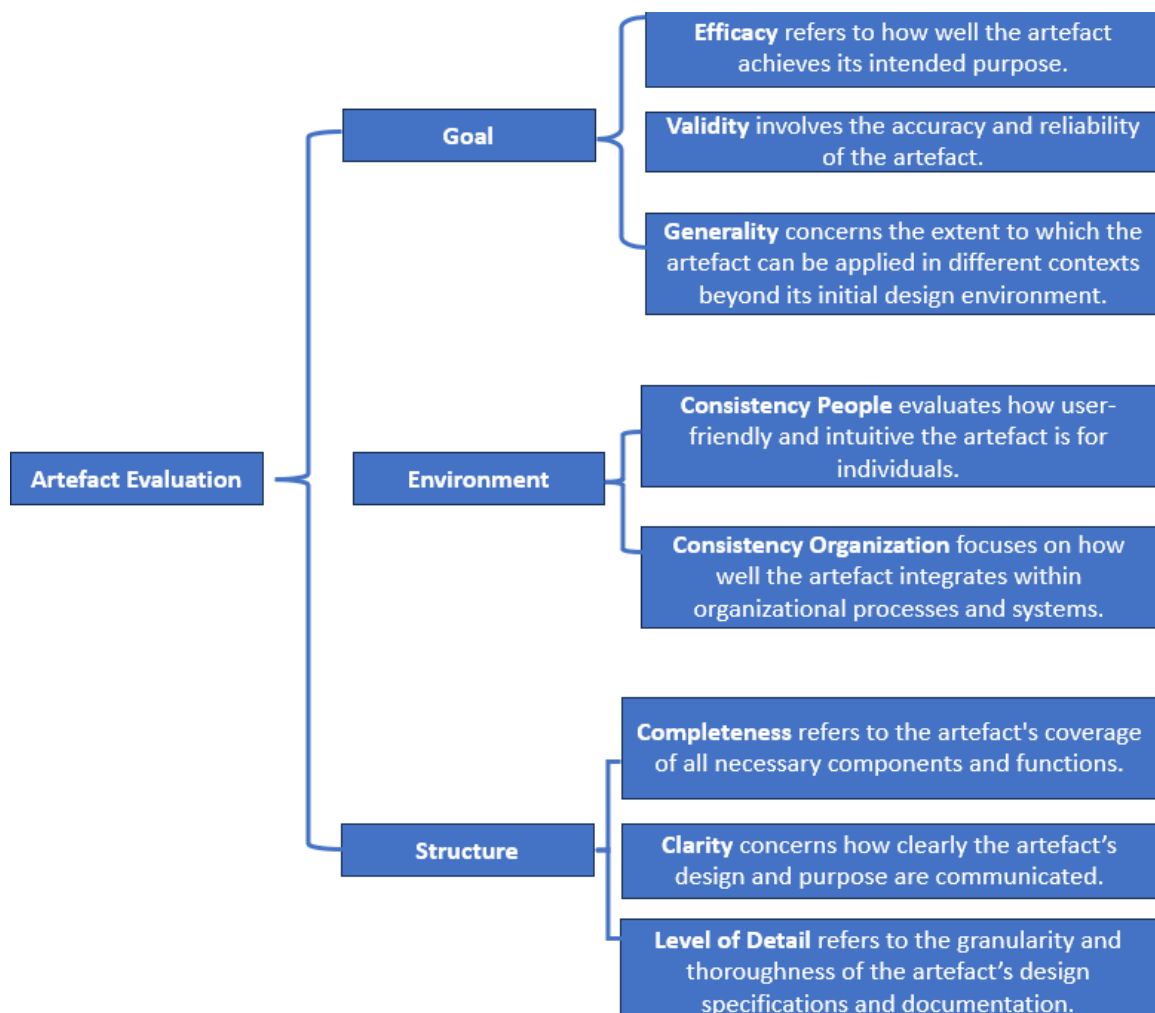 Efficacy refers to how well the artefact
achieves its intended purpose.
Goal
Validity involves the accuracy and reliability
of the artefact.
Generality concerns the extent to which the
artefact can be applied in different contexts
beyond its initial design environment.
Artefact Evaluation
Environment
Consistency People evaluates how user-
friendly and intuitive the artefact is for
individuals.
Consistency Organization focuses on how
well the artefact integrates within
organizational processes and systems.
Structure
Completeness refers to the artefact's coverage
of all necessary components and functions.
Clarity concerns how clearly the artefact’s
design and purpose are communicated.
Level of Detail refers to the granularity and
thoroughness of the artefact’s design
specifications and documentation.